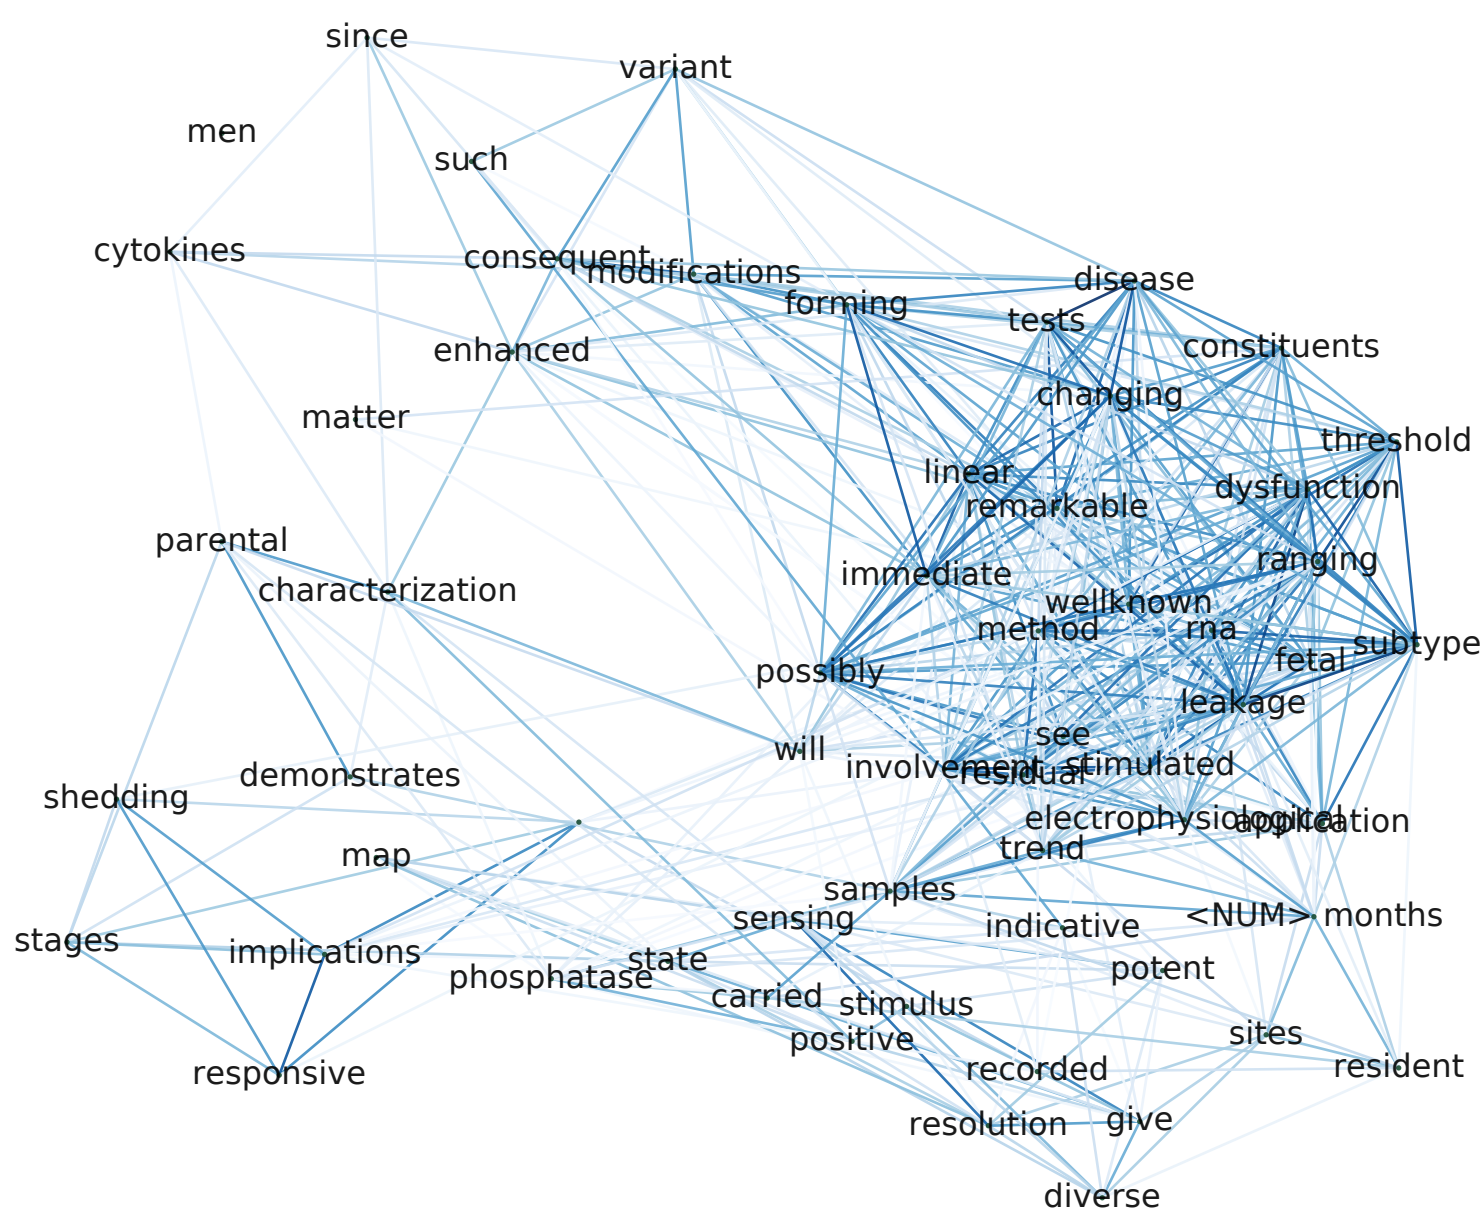 since
variant
men
such
cytokines
consequent
modifications
disease
forming
tests
constituents
enhanced
changing
matter
threshold
linear
dysfunction
remarkable
parental
ranging
immediate
characterization
wellknown
method
rna
subtype
fetal
possibly
leakage
see
will
involvement
stimulated
residual
demonstrates
shedding
electrophysiological
application
trend
map
samples
<NUM> months
sensing
indicative
stages
implications
state
potent
phosphatase
carried
stimulus
sites
positive
resident
recorded
responsive
give
resolution
diverse